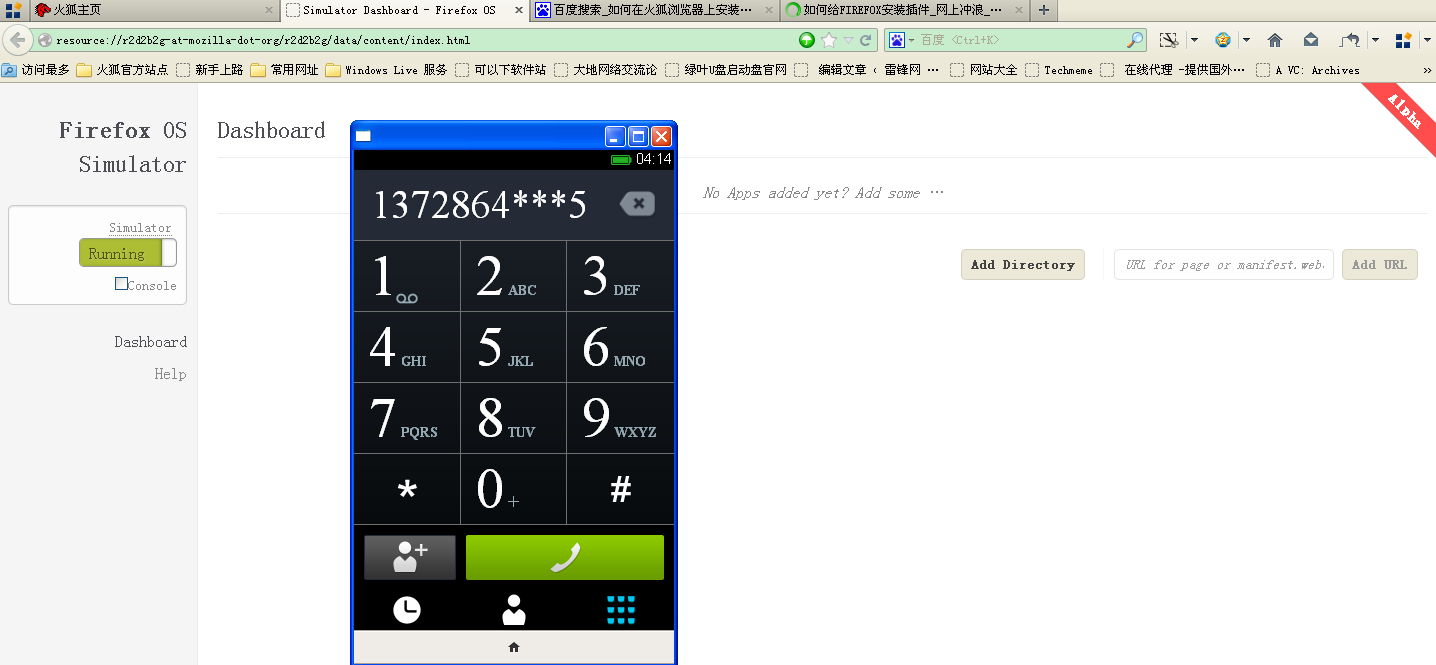 火狐主页
Simulator Dashboard - Firefox OS
百度搜索_如何在火狐浏览器上安装…
如何给FIREFOX安装插件_网上冲浪_…
resource://r2d2b2g-at-mozilla-dot-org/r2d2b2g/data/content/index.html
百度 <Ctrl+K>
访问最多
火狐官方站点
新手上路
常用网址
Windows Live 服务
可以下软件站
大地网络交流论
绿叶U盘启动盘官网
编辑文章 ‹ 雷锋网 …
网站大全
Techmeme
在线代理 -提供国外…
A VC: Archives
»
Alpha
Firefox OS
Simulator
Simulator
Running
Console
Dashboard
Help
Dashboard
No Apps added yet? Add some …
Add Directory
URL for page or manifest.web.
Add URL
04:14
1372864***5
1
2 ABC
3 DEF
4 GHI
5 JKL
6 MNO
7 PQRS
8 TUV
9 WXYZ
*
0 +
#